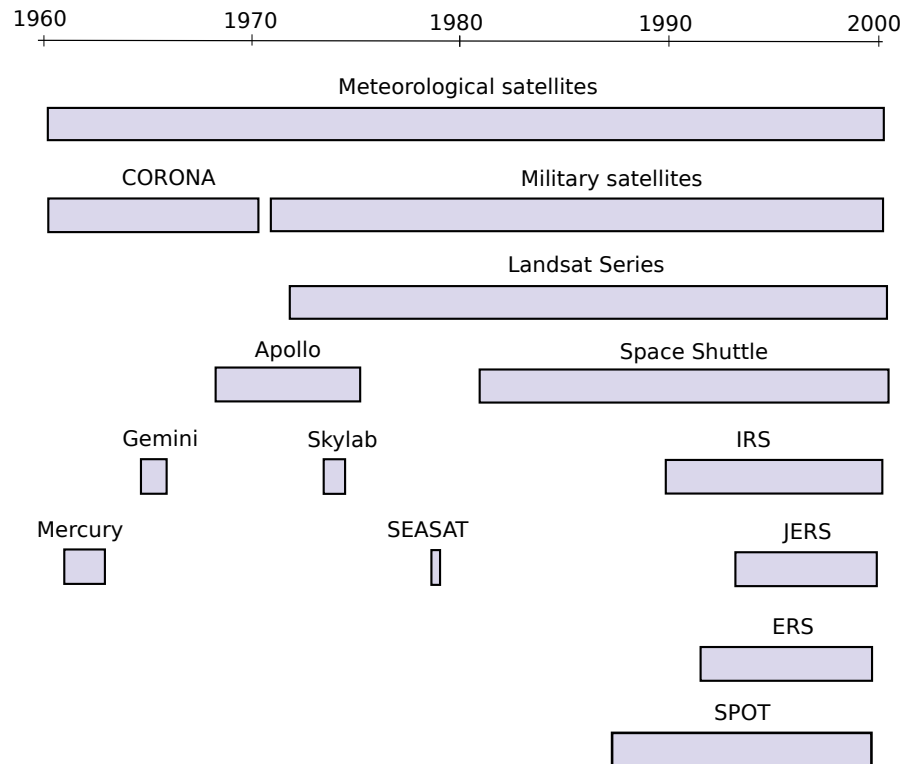 1960 1970 1980 1990 2000
Meteorological satellites
CORONA Military satellites
Landsat Series
Apollo Space Shuttle
Gemini Skylab IRS
Mercury SEASAT JERS
ERS
SPOT